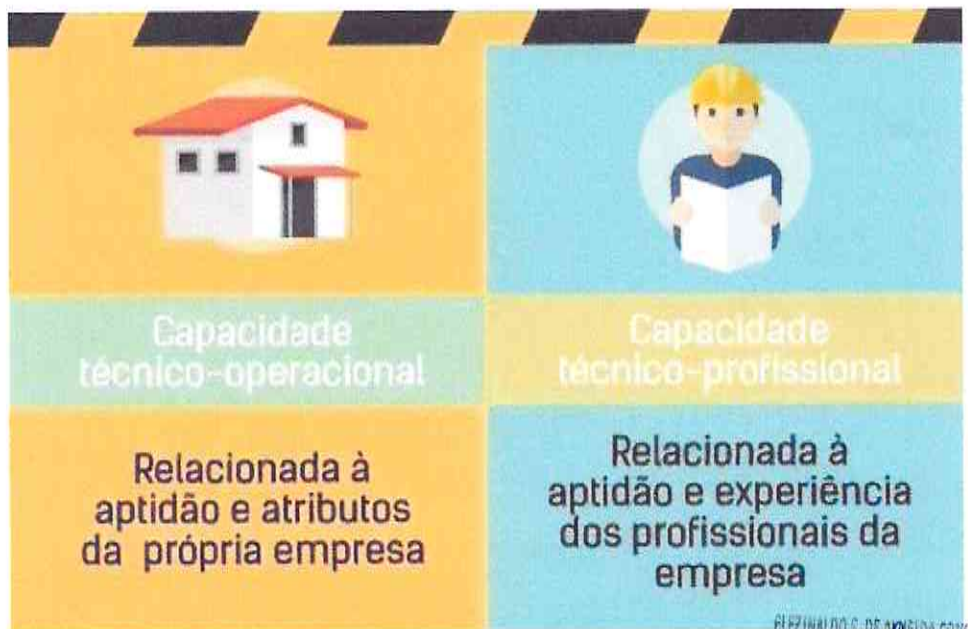 Capacidade
técnico-operacional
Relacionada à
aptidão e atributos
da própria empresa
Capacidade
técnico-profissional
Relacionada à
aptidão e experiência
dos profissionais da
empresa